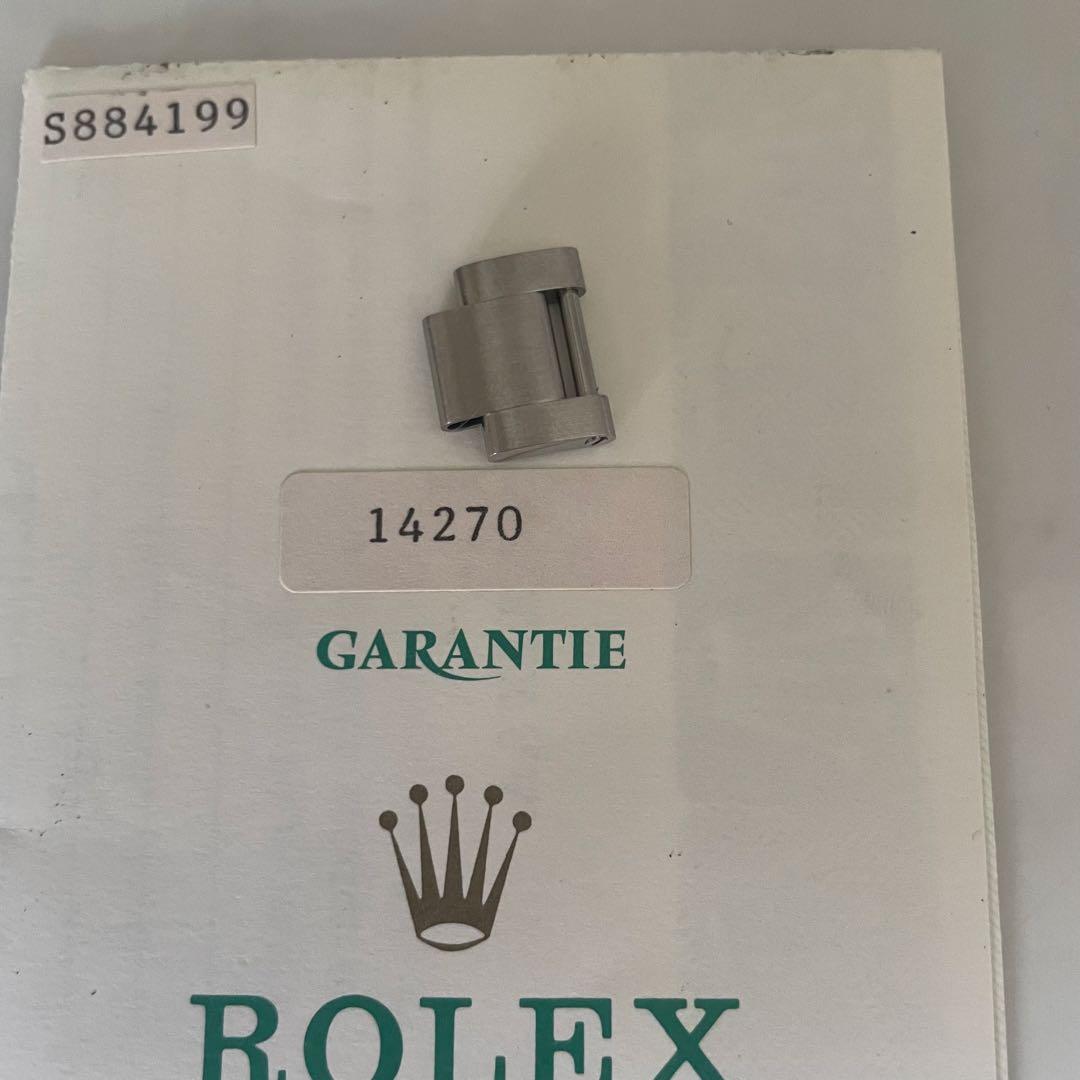 S884199
14270
GARANTIE
ROLEX